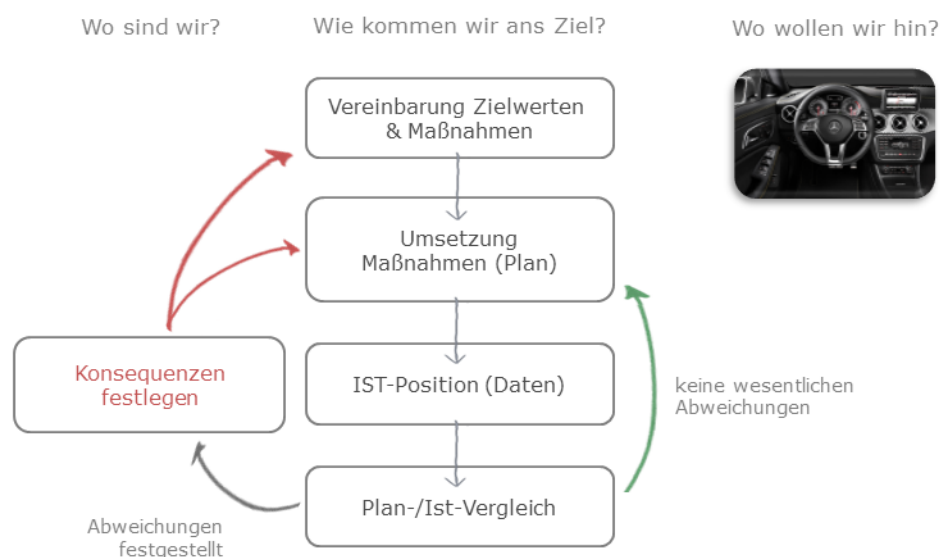 Wo sind wir?
Wie kommen wir ans Ziel?
Wo wollen wir hin?
Vereinbarung Zielwerten
& Maßnahmen
Umsetzung
Maßnahmen (Plan)
Konsequenzen
festlegen
IST-Position (Daten)
keine wesentlichen
Abweichungen
Plan-/Ist-Vergleich
Abweichungen
festgestellt